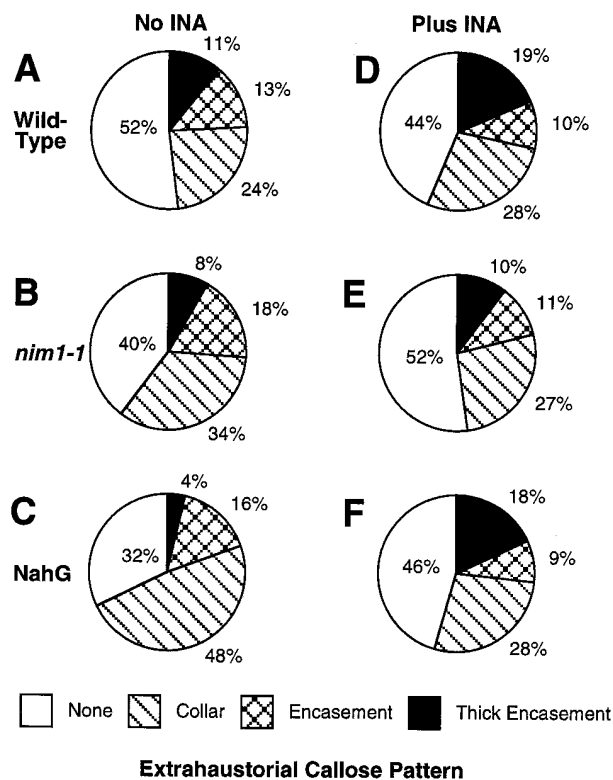 No INA
Plus INA
A
Wild-
Type
11%
13%
52%
24%
D
19%
10%
44%
28%
B
nim1-1
8%
18%
40%
34%
E
10%
11%
52%
27%
C
NahG
4%
16%
32%
48%
F
18%
9%
46%
28%
None
Collar
Encasement
Thick Encasement
Extrahaustorial Callose Pattern